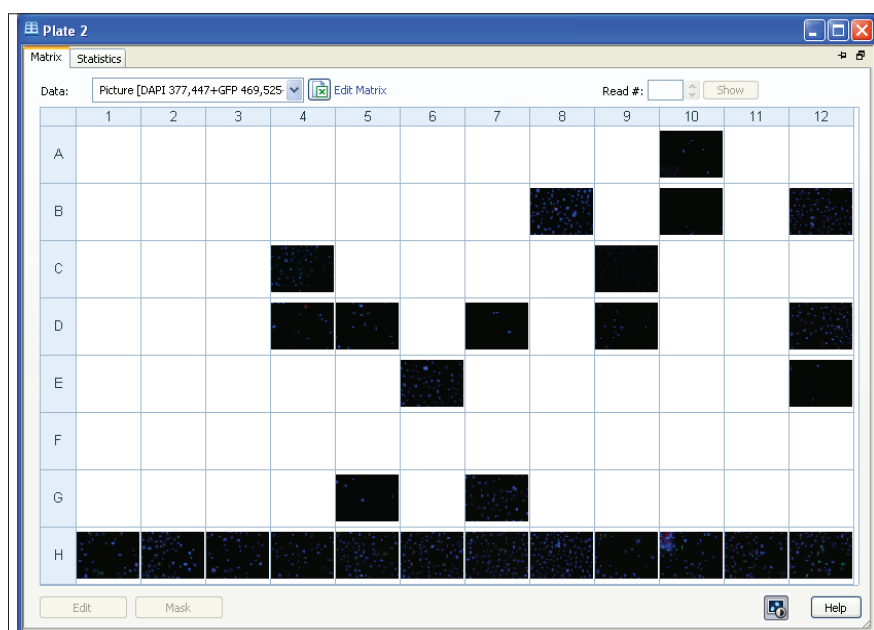 Plate 2
Matrix Statistics
Data: Picture [DAPI 377,447+GFP 469,525- Edit Matrix Read #: Show
1 2 3 4 5 6 7 8 9 10 11 12
A
B
C
D
E
F
G
H
Edit Mask Help